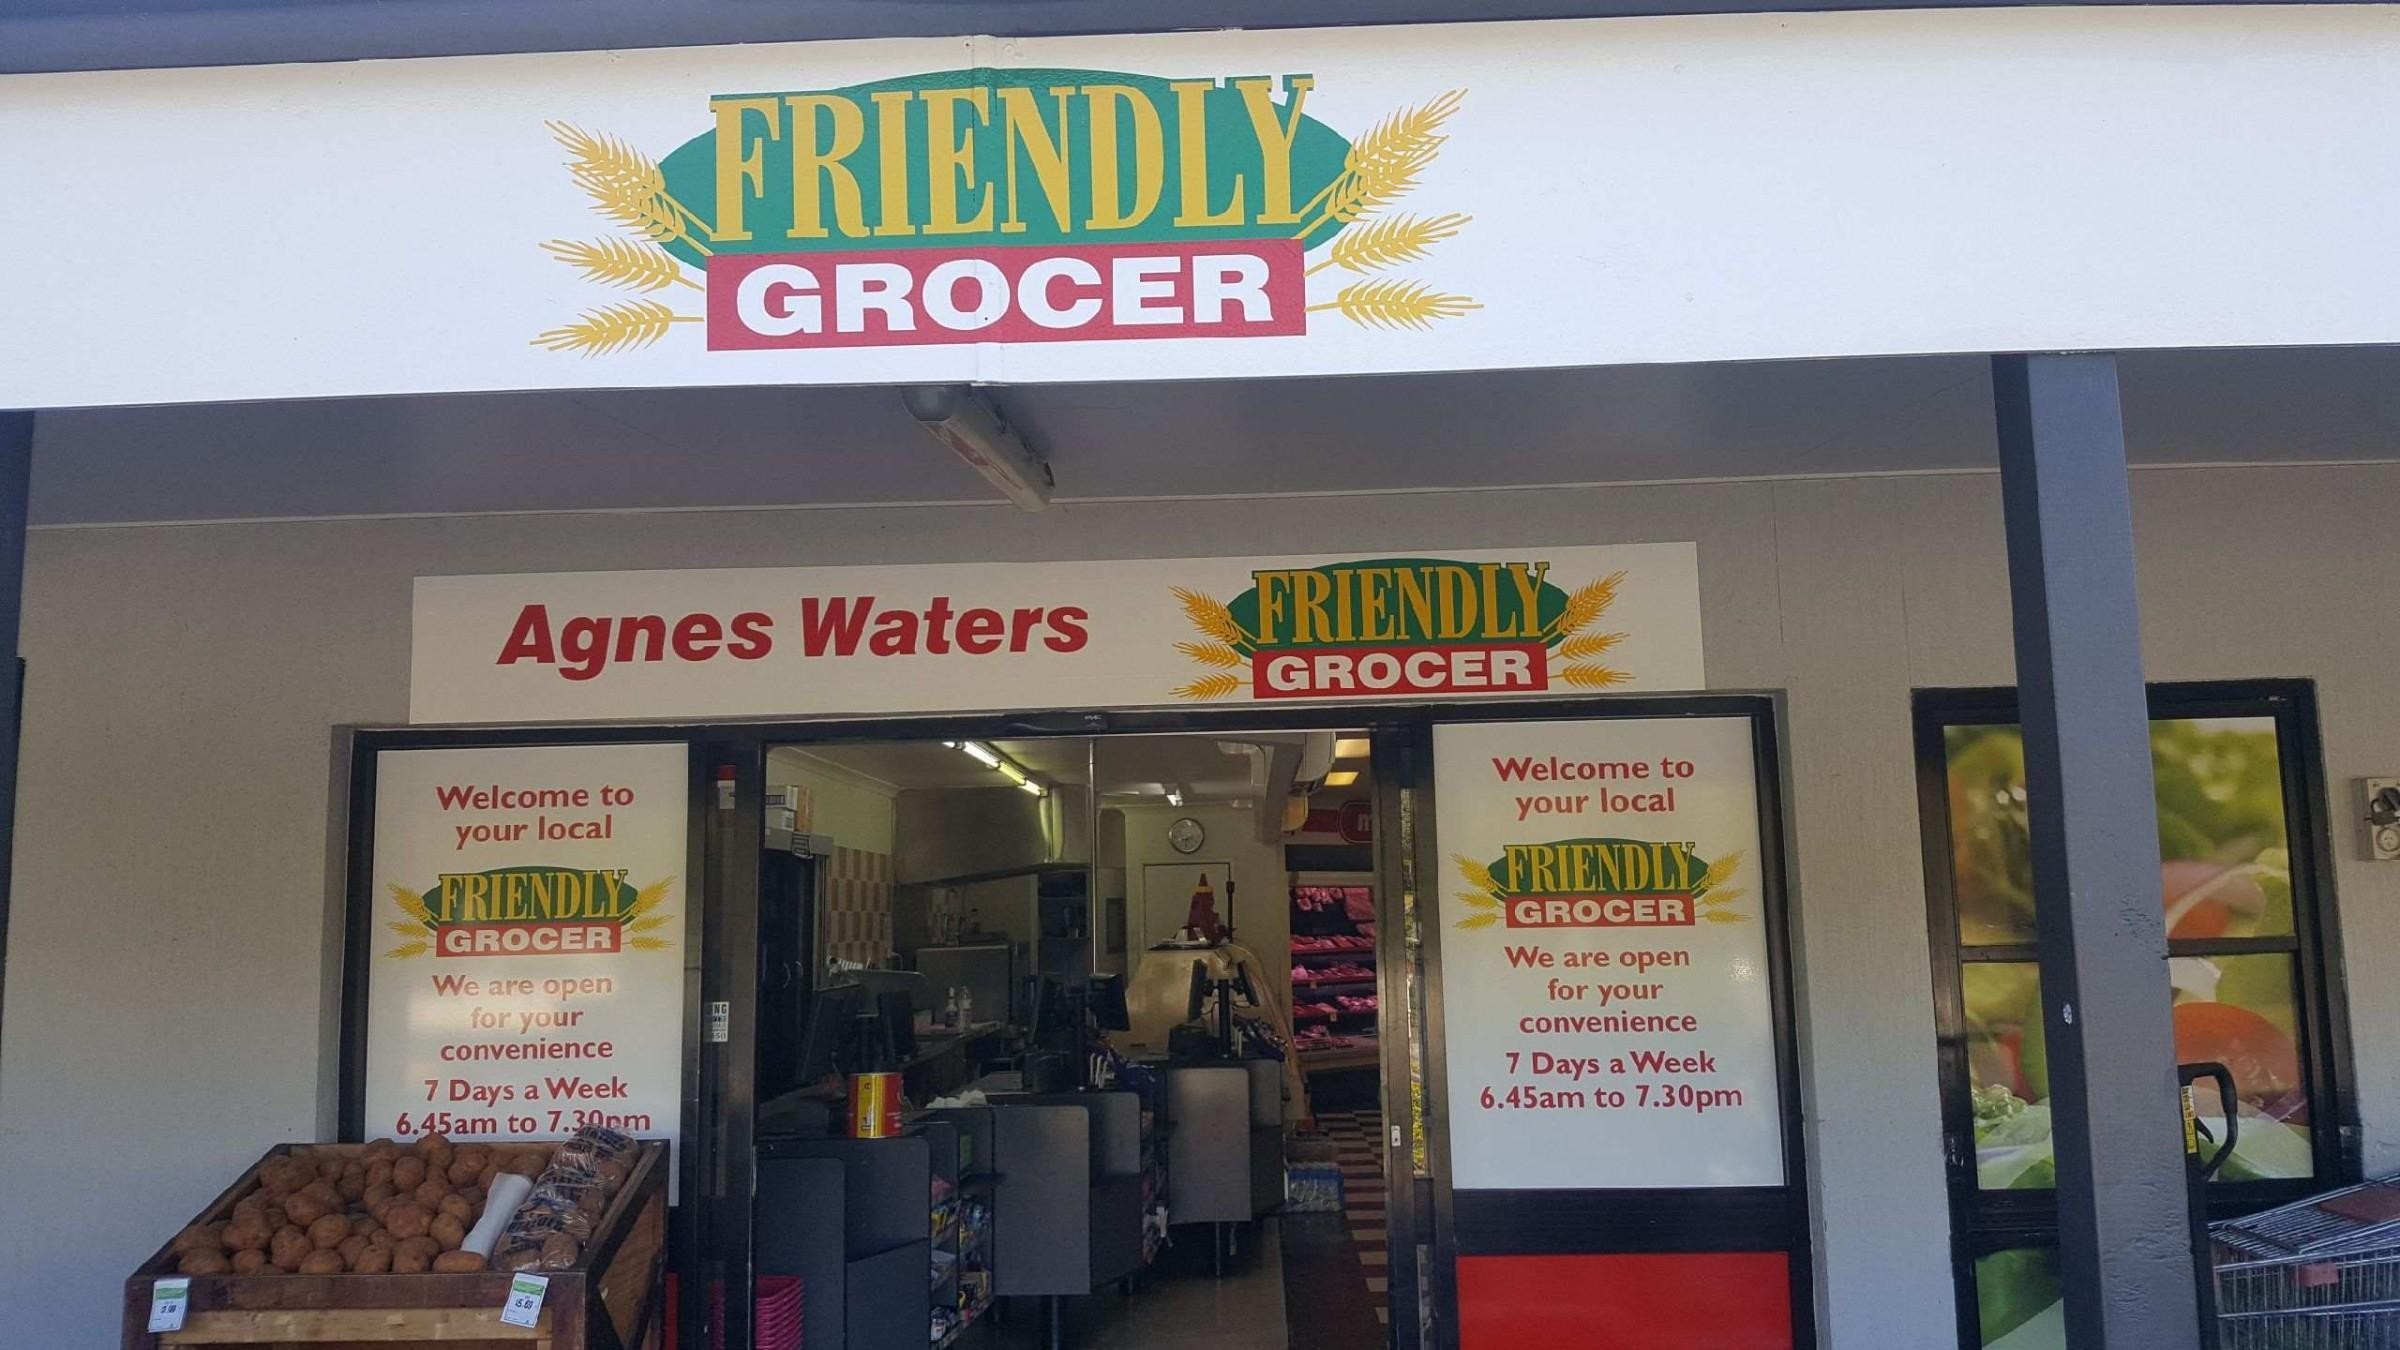 FRIENDLY
GROCER
Agnes Waters
FRIENDLY
GROCER
Welcome to
your local
FRIENDLY
GROCER
We are open
for your
convenience
7 Days a Week
6.45am to 7.30pm
Welcome to
your local
FRIENDLY
GROCER
We are open
for your
convenience
7 Days a Week
6.45am to 7.30pm